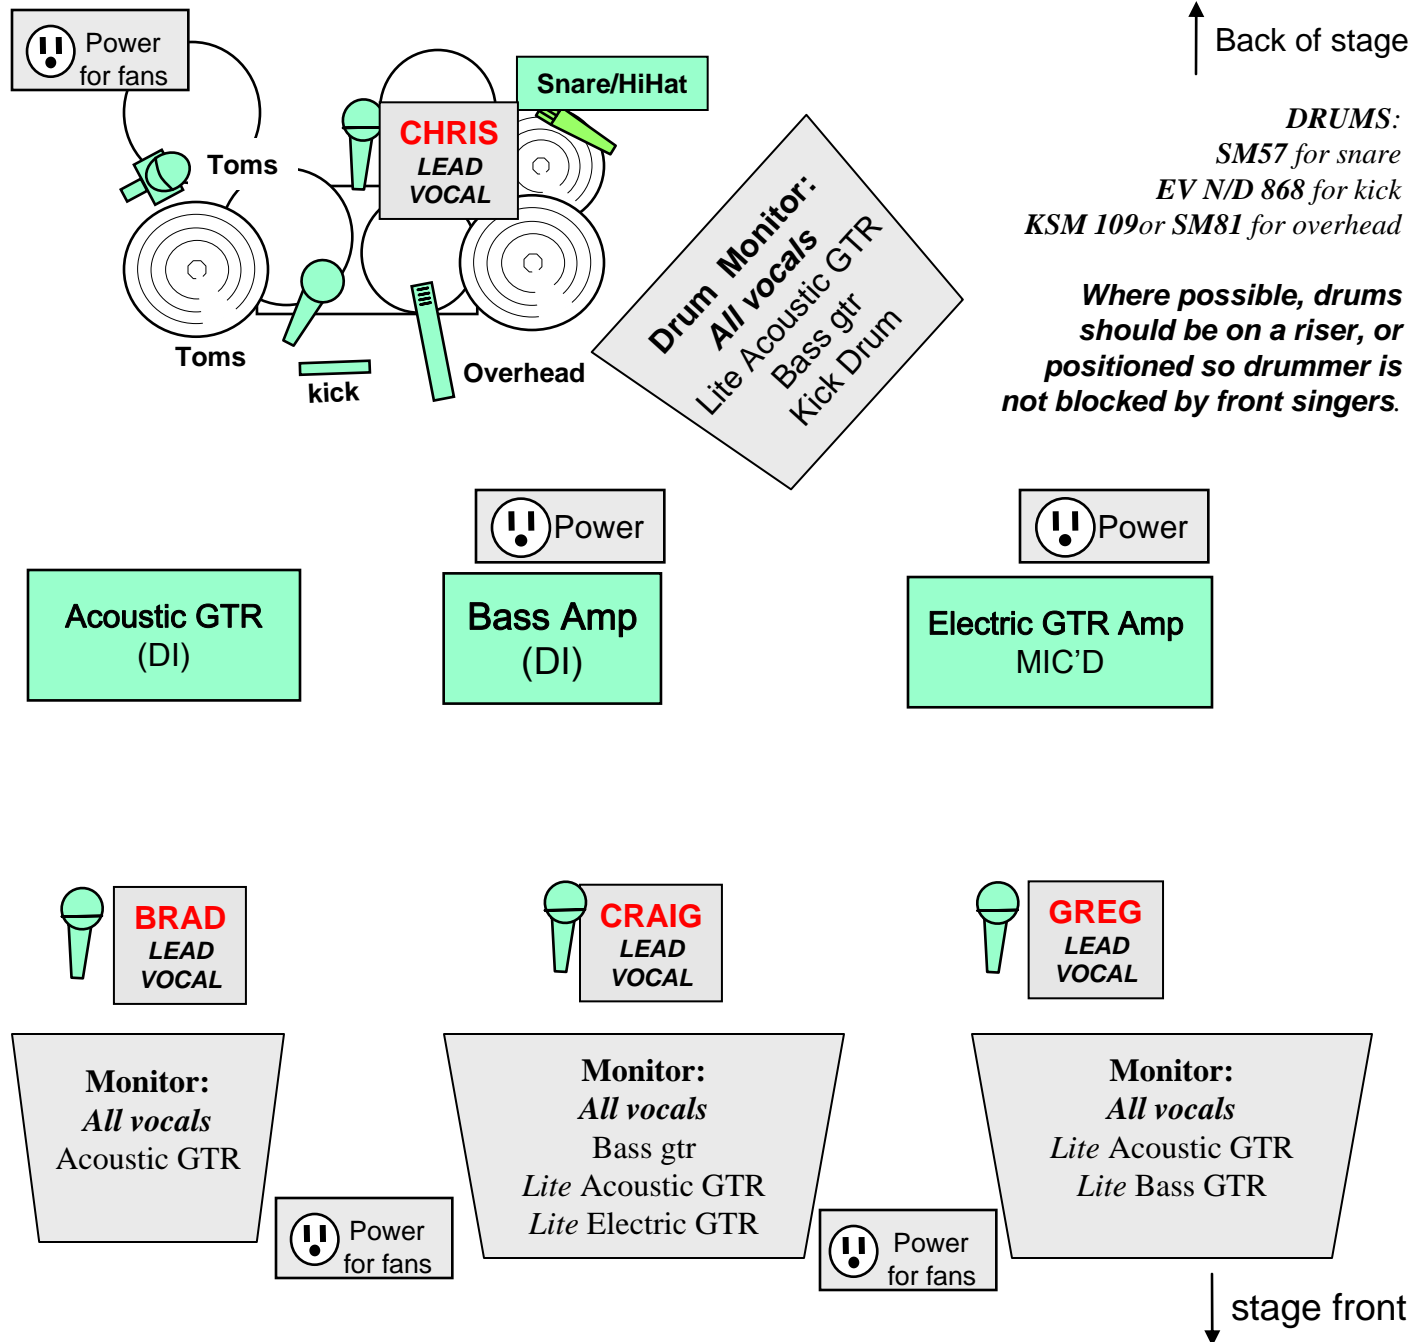 Power
for fans
Back of stage
Snare/HiHat
CHRIS
LEAD
VOCAL
Toms
DRUMS:
SM57 for snare
EV N/D 868 for kick
KSM 109or SM81 for overhead
Drum Monitor:
All vocals
Lite Acoustic GTR
Bass gtr
Kick Drum
Where possible, drums
should be on a riser, or
positioned so drummer is
not blocked by front singers.
Toms
kick
Overhead
Power
Power
Acoustic GTR
(DI)
Bass Amp
(DI)
Electric GTR Amp
MIC'D
BRAD
LEAD
VOCAL
CRAIG
LEAD
VOCAL
GREG
LEAD
VOCAL
Monitor:
All vocals
Acoustic GTR
Monitor:
All vocals
Bass gtr
Lite Acoustic GTR
Lite Electric GTR
Monitor:
All vocals
Lite Acoustic GTR
Lite Bass GTR
Power
for fans
Power
for fans
stage front